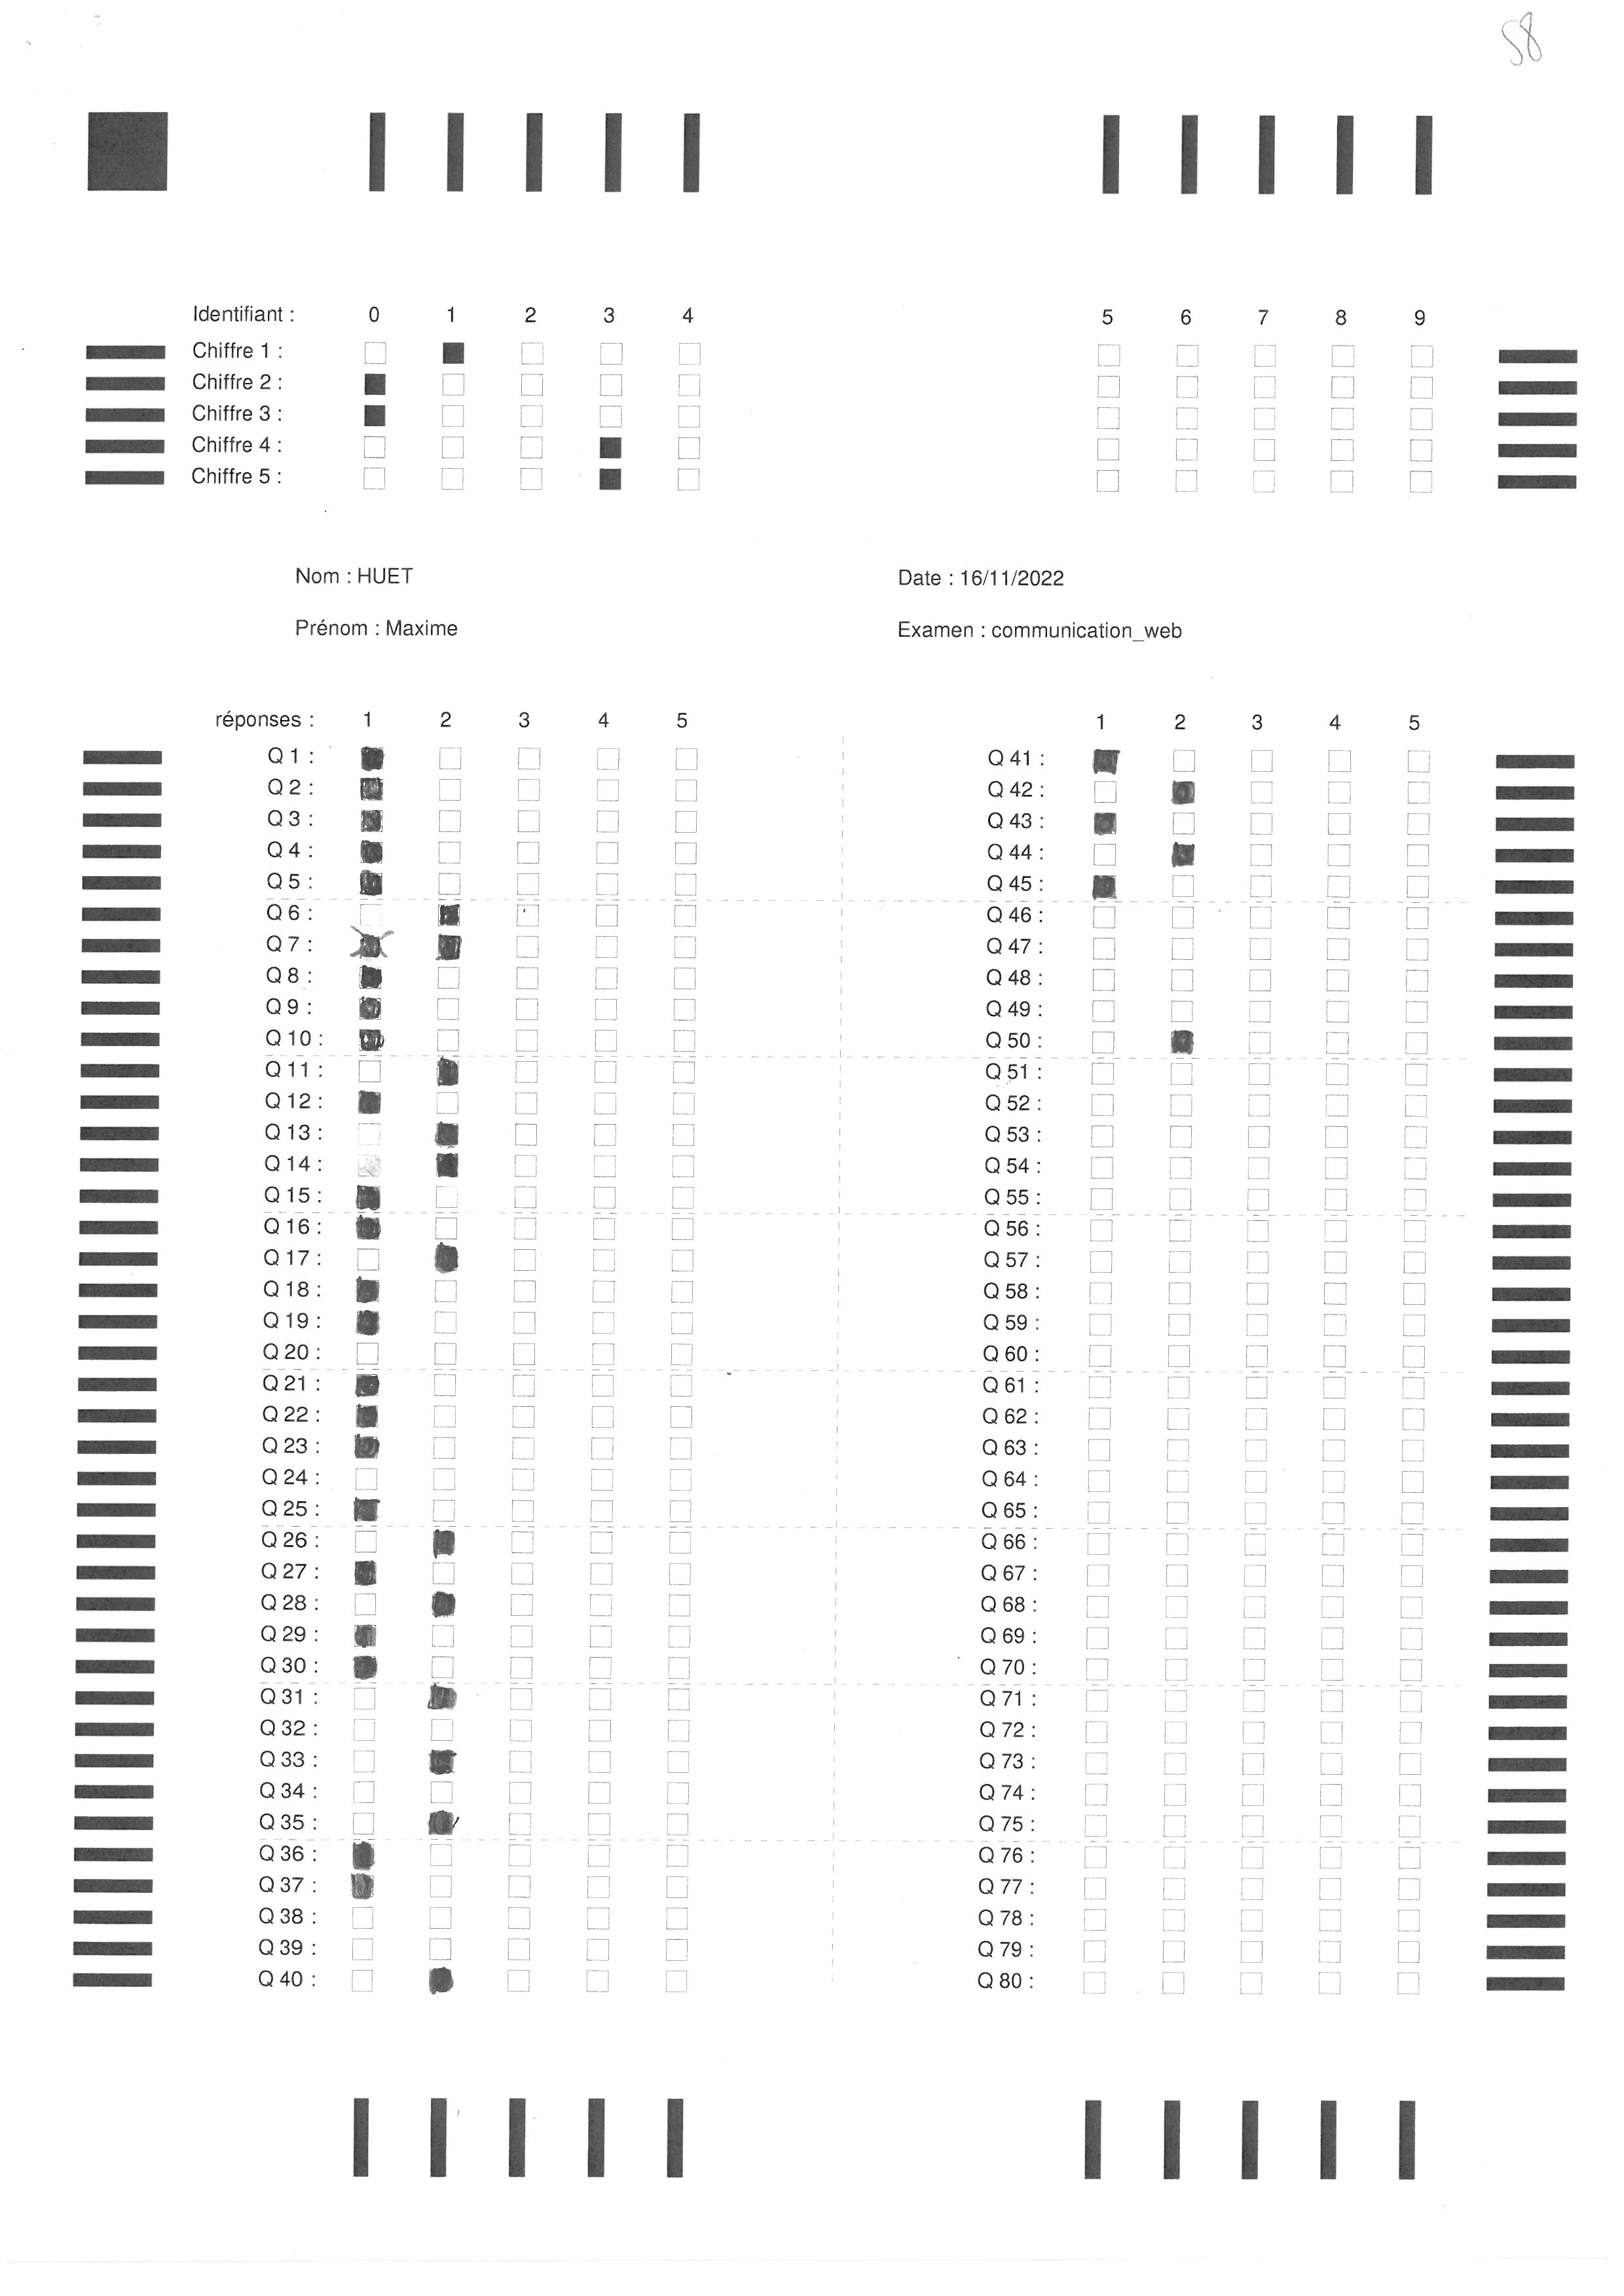 58
Identifiant : 0 1 2 3 4 5 6 7 8 9
Chiffre 1 :
Chiffre 2 :
Chiffre 3 :
Chiffre 4 :
Chiffre 5 :
Nom : HUET
Date : 16/11/2022
Prénom : Maxime
Examen : communication_web
réponses : 1 2 3 4 5
Q 1 :
Q 2 :
Q 3 :
Q 4 :
Q 5 :
Q 6 :
Q 7 :
Q 8 :
Q 9 :
Q 10 :
Q 11 :
Q 12 :
Q 13 :
Q 14 :
Q 15 :
Q 16 :
Q 17 :
Q 18 :
Q 19 :
Q 20 :
Q 21 :
Q 22 :
Q 23 :
Q 24 :
Q 25 :
Q 26 :
Q 27 :
Q 28 :
Q 29 :
Q 30 :
Q 31 :
Q 32 :
Q 33 :
Q 34 :
Q 35 :
Q 36 :
Q 37 :
Q 38 :
Q 39 :
Q 40 :
1 2 3 4 5
Q 41 :
Q 42 :
Q 43 :
Q 44 :
Q 45 :
Q 46 :
Q 47 :
Q 48 :
Q 49 :
Q 50 :
Q 51 :
Q 52 :
Q 53 :
Q 54 :
Q 55 :
Q 56 :
Q 57 :
Q 58 :
Q 59 :
Q 60 :
Q 61 :
Q 62 :
Q 63 :
Q 64 :
Q 65 :
Q 66 :
Q 67 :
Q 68 :
Q 69 :
Q 70 :
Q 71 :
Q 72 :
Q 73 :
Q 74 :
Q 75 :
Q 76 :
Q 77 :
Q 78 :
Q 79 :
Q 80 :